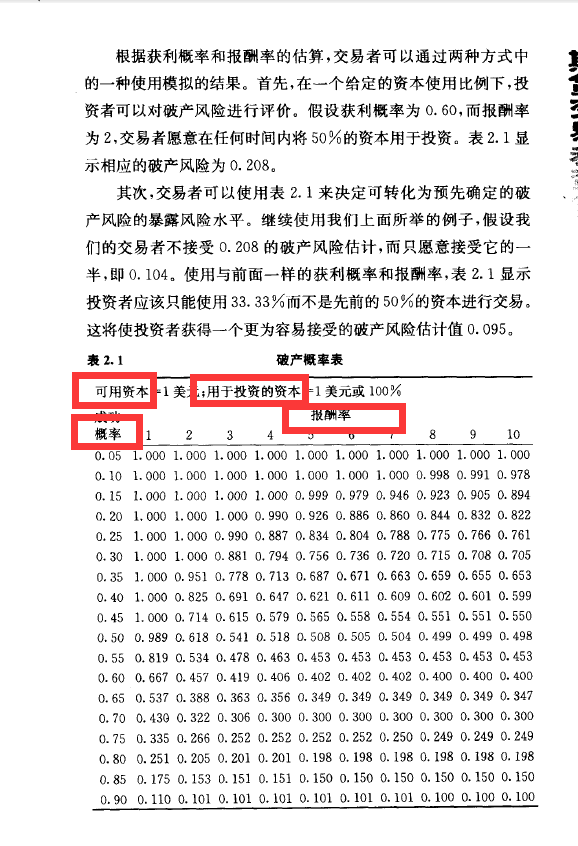 根据获利概率和报酬率的估算,交易者可以通过两种方式中
的一种使用模拟的结果。首先,在一个给定的资本使用比例下,投
资者可以对破产风险进行评价。假设获利概率为0.60,而报酬率
为2,交易者愿意在任何时间内将50%的资本用于投资。表2.1显
示相应的破产风险为0.208。
其次,交易者可以使用表2.1来决定可转化为预先确定的破
产风险的暴露风险水平。继续使用我们上面所举的例子,假设我
们的交易者不接受0.208的破产风险估计,而只愿意接受它的一
半,即0.104。使用与前面一样的获利概率和报酬率,表2.1显示
投资者应该只能使用33.33%而不是先前的50%的资本进行交易。
这将使投资者获得一个更为容易接受的破产风险估计值0.095。
表2.1 破产概率表
可用资本=1美元;用于投资的资本=1美元或100%
成功 报酬率
概率 1 2 3 4 5 6 7 8 9 10
0.05 1.000 1.000 1.000 1.000 1.000 1.000 1.000 1.000 1.000 1.000
0.10 1.000 1.000 1.000 1.000 1.000 1.000 1.000 0.998 0.991 0.978
0.15 1.000 1.000 1.000 1.000 0.999 0.979 0.946 0.923 0.905 0.894
0.20 1.000 1.000 1.000 0.990 0.926 0.886 0.860 0.844 0.832 0.822
0.25 1.000 1.000 0.990 0.887 0.834 0.804 0.788 0.775 0.766 0.761
0.30 1.000 1.000 0.881 0.794 0.756 0.736 0.720 0.715 0.708 0.705
0.35 1.000 0.951 0.778 0.713 0.687 0.671 0.663 0.659 0.655 0.653
0.40 1.000 0.825 0.691 0.647 0.621 0.611 0.609 0.602 0.601 0.599
0.45 1.000 0.714 0.615 0.579 0.565 0.558 0.554 0.551 0.551 0.550
0.50 0.989 0.618 0.541 0.518 0.508 0.505 0.504 0.499 0.499 0.498
0.55 0.819 0.534 0.478 0.463 0.453 0.453 0.453 0.453 0.453 0.453
0.60 0.667 0.457 0.419 0.406 0.402 0.402 0.402 0.400 0.400 0.400
0.65 0.537 0.388 0.363 0.356 0.349 0.349 0.349 0.349 0.349 0.347
0.70 0.430 0.322 0.306 0.300 0.300 0.300 0.300 0.300 0.300 0.300
0.75 0.335 0.266 0.252 0.252 0.252 0.252 0.250 0.249 0.249 0.249
0.80 0.251 0.205 0.201 0.201 0.198 0.198 0.198 0.198 0.198 0.198
0.85 0.175 0.153 0.151 0.151 0.150 0.150 0.150 0.150 0.150 0.150
0.90 0.110 0.101 0.101 0.101 0.101 0.101 0.101 0.100 0.100 0.100